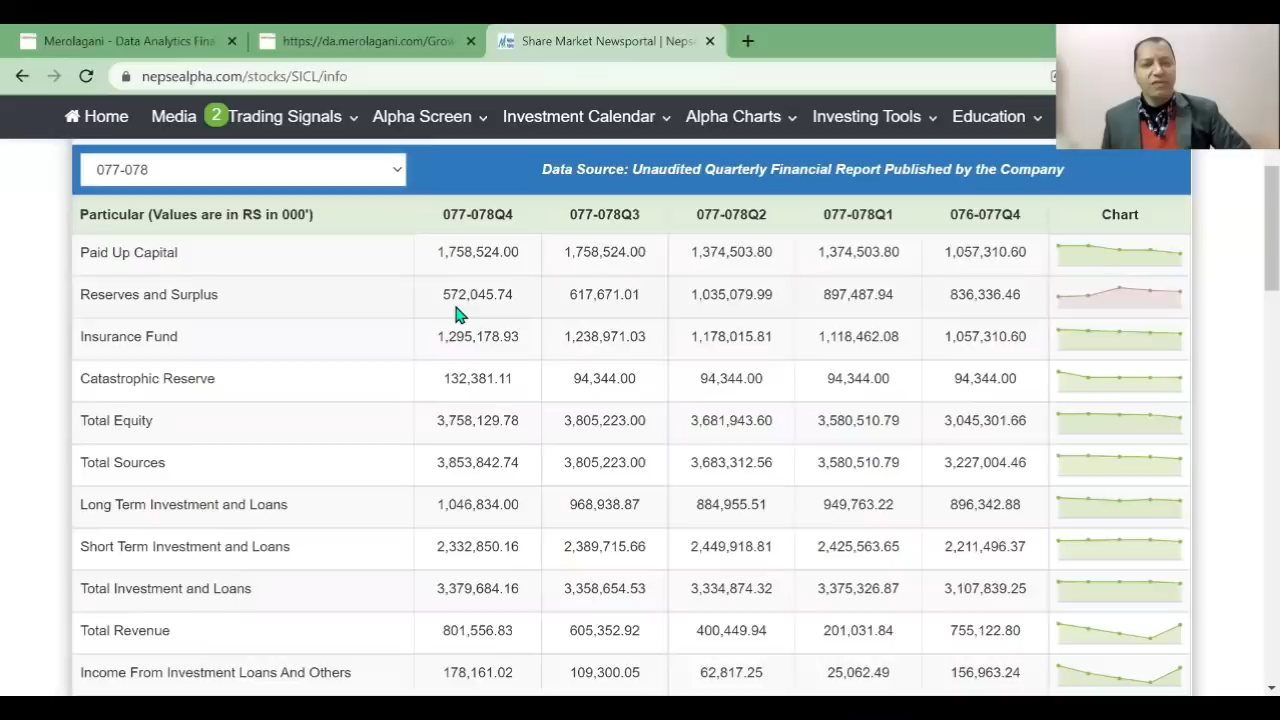 Merolagani - Data Analytics Fina
https://da.merolagani.com/Grow
Share Market Newsportal | Neps
nepsealpha.com/stocks/SICL/info
Home Media 2 Trading Signals Alpha Screen Investment Calendar Alpha Charts Investing Tools Education
077-078 Data Source: Unaudited Quarterly Financial Report Published by the Company
Particular (Values are in RS in 000') 077-078Q4 077-078Q3 077-078Q2 077-078Q1 076-077Q4 Chart
Paid Up Capital 1,758,524.00 1,758,524.00 1,374,503.80 1,374,503.80 1,057,310.60
Reserves and Surplus 572,045.74 617,671.01 1,035,079.99 897,487.94 836,336.46
Insurance Fund 1,295,178.93 1,238,971.03 1,178,015.81 1,118,462.08 1,057,310.60
Catastrophic Reserve 132,381.11 94,344.00 94,344.00 94,344.00 94,344.00
Total Equity 3,758,129.78 3,805,223.00 3,681,943.60 3,580,510.79 3,045,301.66
Total Sources 3,853,842.74 3,805,223.00 3,683,312.56 3,580,510.79 3,227,004.46
Long Term Investment and Loans 1,046,834.00 968,938.87 884,955.51 949,763.22 896,342.88
Short Term Investment and Loans 2,332,850.16 2,389,715.66 2,449,918.81 2,425,563.65 2,211,496.37
Total Investment and Loans 3,379,684.16 3,358,654.53 3,334,874.32 3,375,326.87 3,107,839.25
Total Revenue 801,556.83 605,352.92 400,449.94 201,031.84 755,122.80
Income From Investment Loans And Others 178,161.02 109,300.05 62,817.25 25,062.49 156,963.24